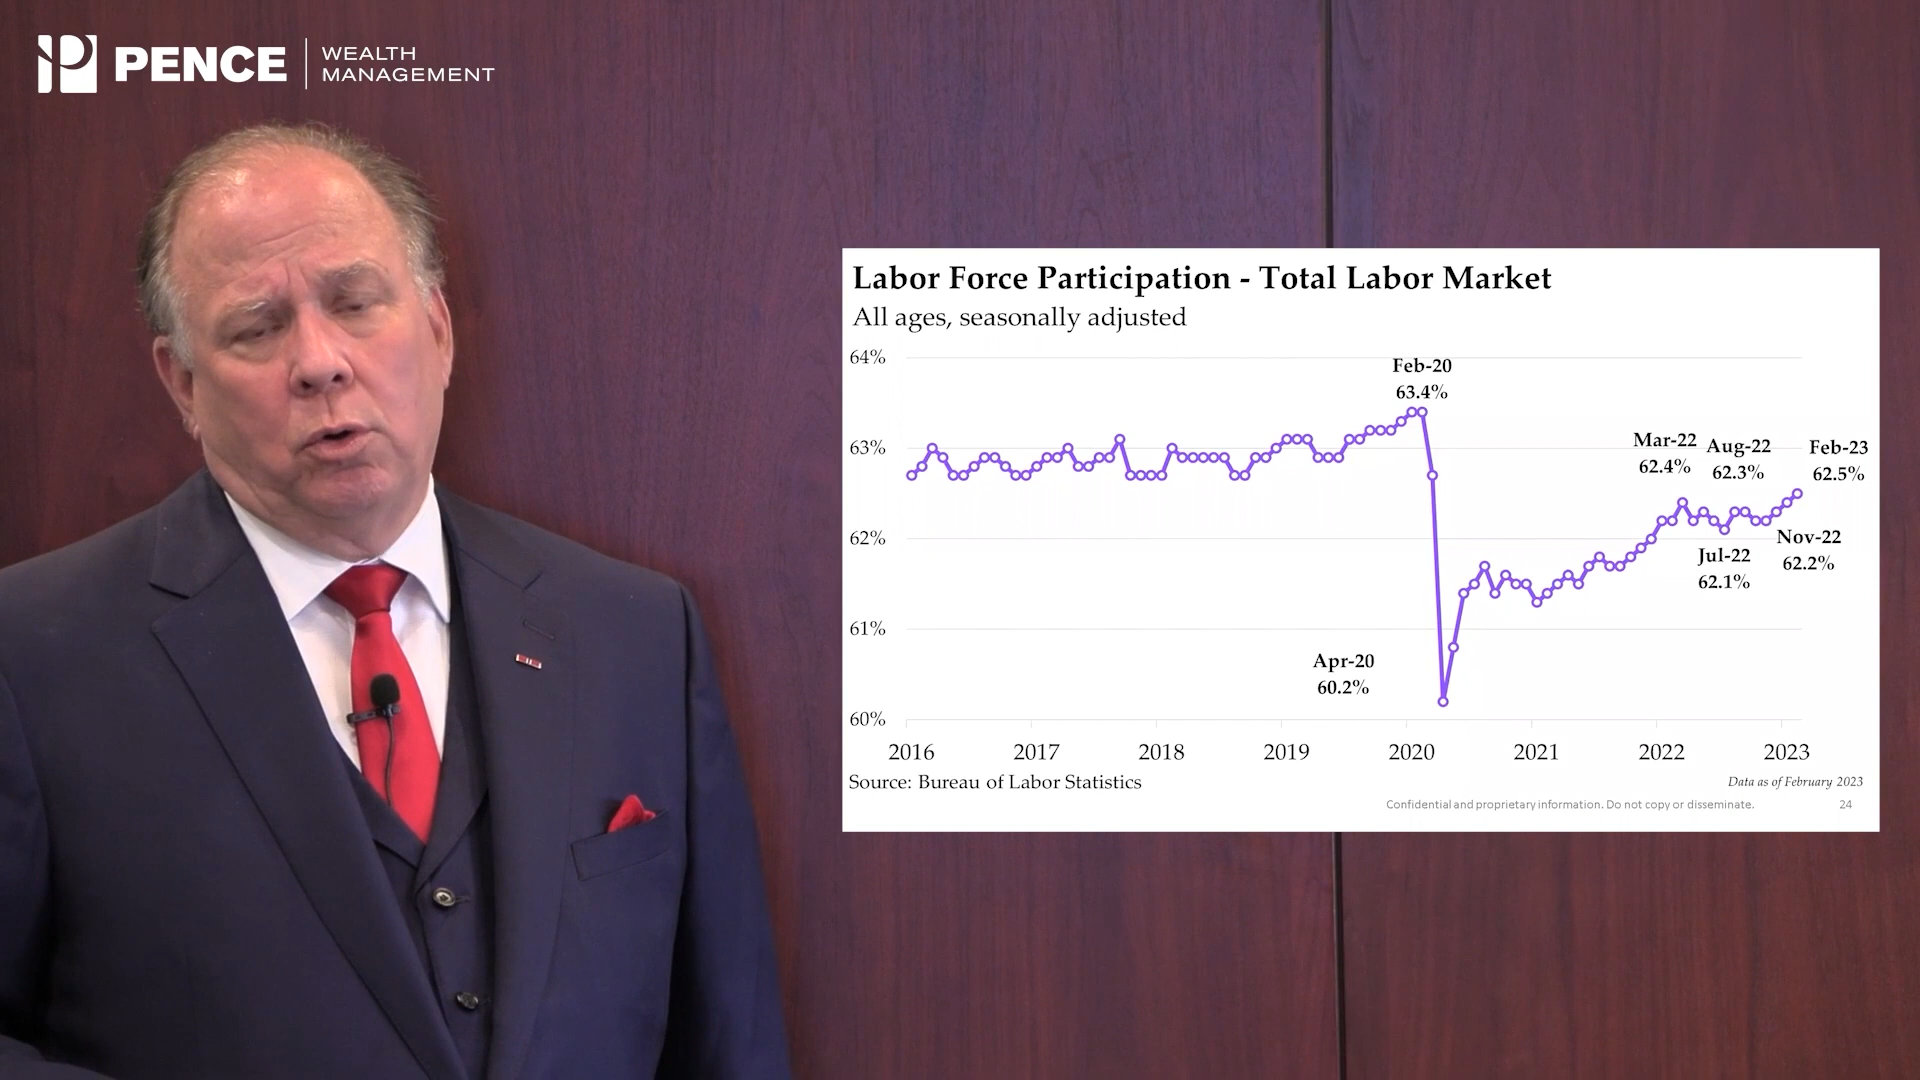 PENCE
WEALTH
MANAGEMENT
Labor Force Participation - Total Labor Market
All ages, seasonally adjusted
64%
63%
62%
61%
60%
Feb-20
63.4%
Apr-20
60.2%
Mar-22
62.4%
Aug-22
62.3%
Feb-23
62.5%
Jul-22
62.1%
Nov-22
62.2%
2016 2017 2018 2019 2020 2021 2022 2023
Source: Bureau of Labor Statistics
Data as of February 2023
Confidential and proprietary information. Do not copy or disseminate. 24